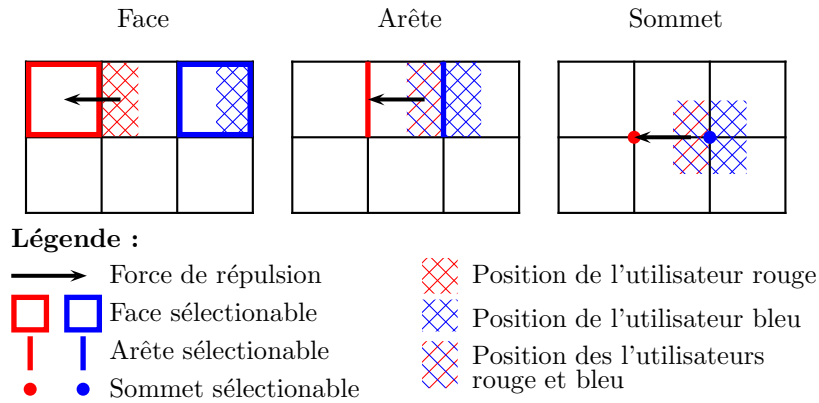 Face
Arête
Sommet
Légende :
Force de répulsion
Face sélectionable
Arête sélectionable
Sommet sélectionable
Position de l'utilisateur rouge
Position de l'utilisateur bleu
Position des l'utilisateurs
rouge et bleu